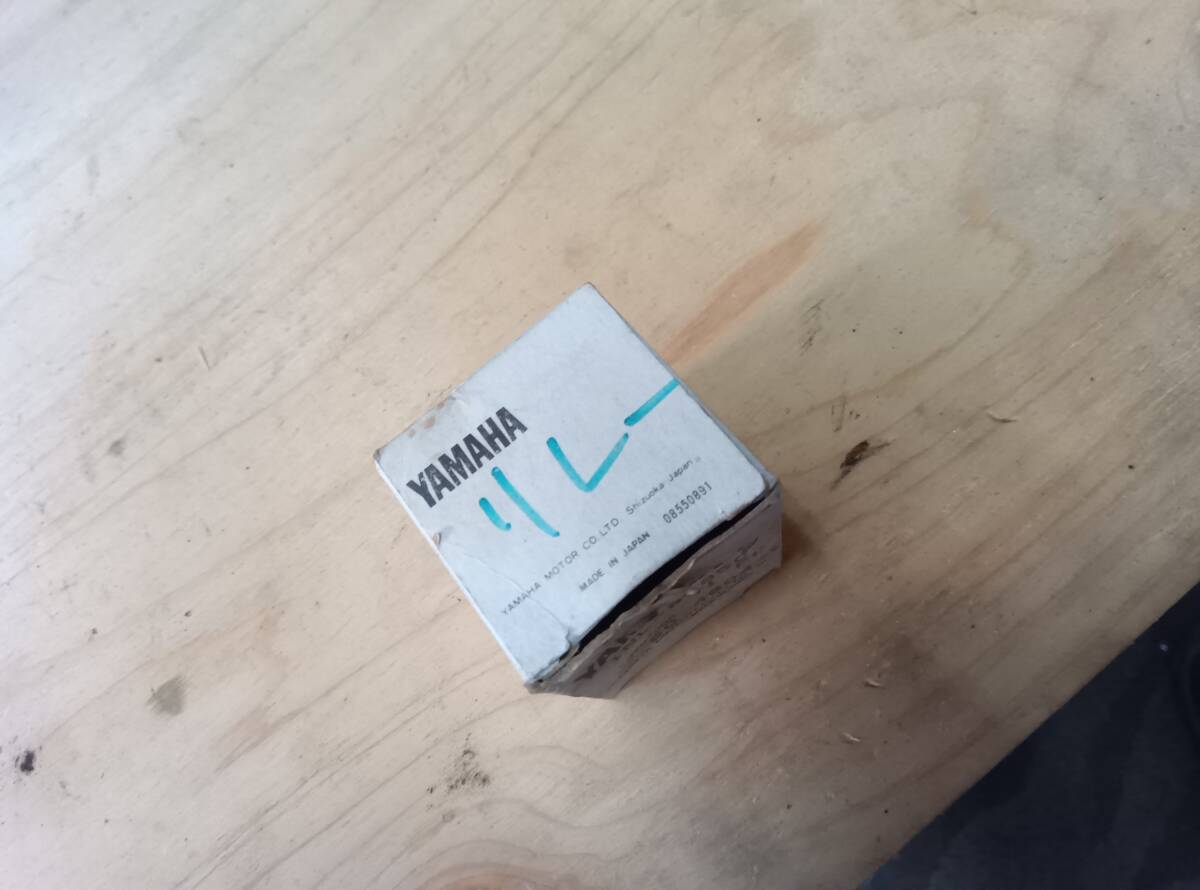 YAMAHA
リレー
YAMAHA MOTOR CO.,LTD. Shizuoka Japan
MADE IN JAPAN 08550891